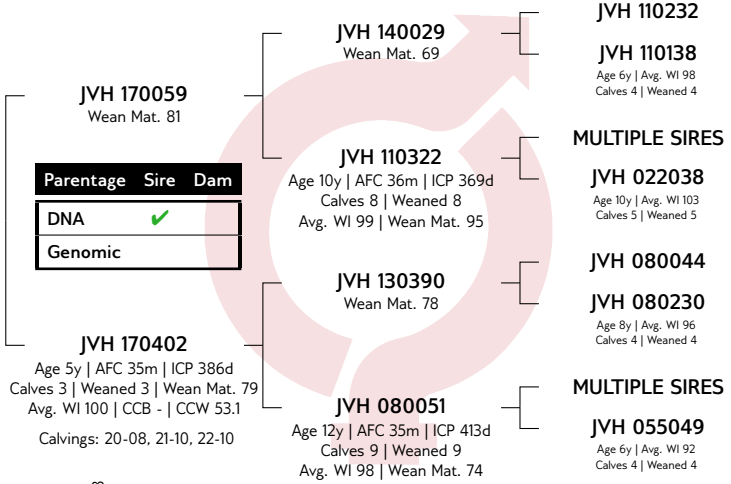 JVH 170059
Wean Mat. 81
Parentage Sire Dam
DNA ✔
Genomic
JVH 170402
Age 5y | AFC 35m | ICP 386d
Calves 3 | Weaned 3 | Wean Mat. 79
Avg. WI 100 | CCB - | CCW 53.1
Calvings: 20-08, 21-10, 22-10
JVH 140029
Wean Mat. 69
JVH 110322
Age 10y | AFC 36m | ICP 369d
Calves 8 | Weaned 8
Avg. WI 99 | Wean Mat. 95
JVH 130390
Wean Mat. 78
JVH 080051
Age 12y | AFC 35m | ICP 413d
Calves 9 | Weaned 9
Avg. WI 98 | Wean Mat. 74
JVH 110232
JVH 110138
Age 6y | Avg. WI 98
Calves 4 | Weaned 4
MULTIPLE SIRES
JVH 022038
Age 10y | Avg. WI 103
Calves 5 | Weaned 5
JVH 080044
JVH 080230
Age 8y | Avg. WI 96
Calves 4 | Weaned 4
MULTIPLE SIRES
JVH 055049
Age 6y | Avg. WI 92
Calves 4 | Weaned 4